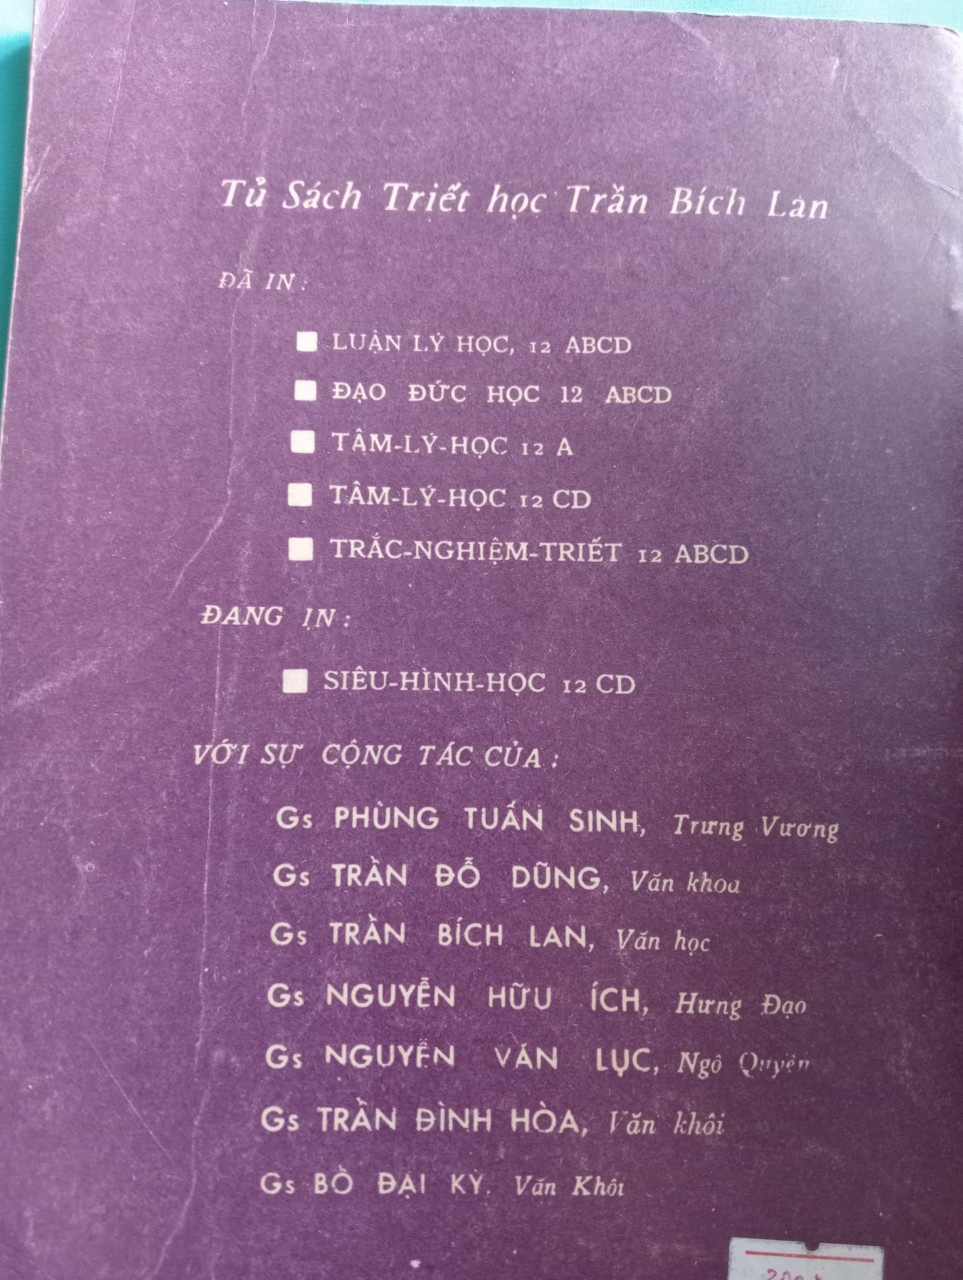 Tủ Sách Triết học Trần Bích Lan
ĐÃ IN :
LUẬN LÝ HỌC, 12 ABCD
ĐẠO ĐỨC HỌC 12 ABCD
TÂM-LÝ-HỌC 12 A
TÂM-LÝ-HỌC 12 CD
TRẮC-NGHIỆM-TRIẾT 12 ABCD
ĐANG IN :
SIÊU-HÌNH-HỌC 12 CD
VỚI SỰ CỘNG TÁC CỦA :
Gs PHÙNG TUẤN SINH, Trưng Vương
Gs TRẦN ĐỖ DŨNG, Văn khoa
Gs TRẦN BÍCH LAN, Văn học
Gs NGUYỄN HỮU ÍCH, Hưng Đạo
Gs NGUYỄN VĂN LỤC, Ngô Quyền
Gs TRẦN ĐÌNH HÒA, Văn khôi
Gs BỒ ĐẠI KỲ. Văn Khôi